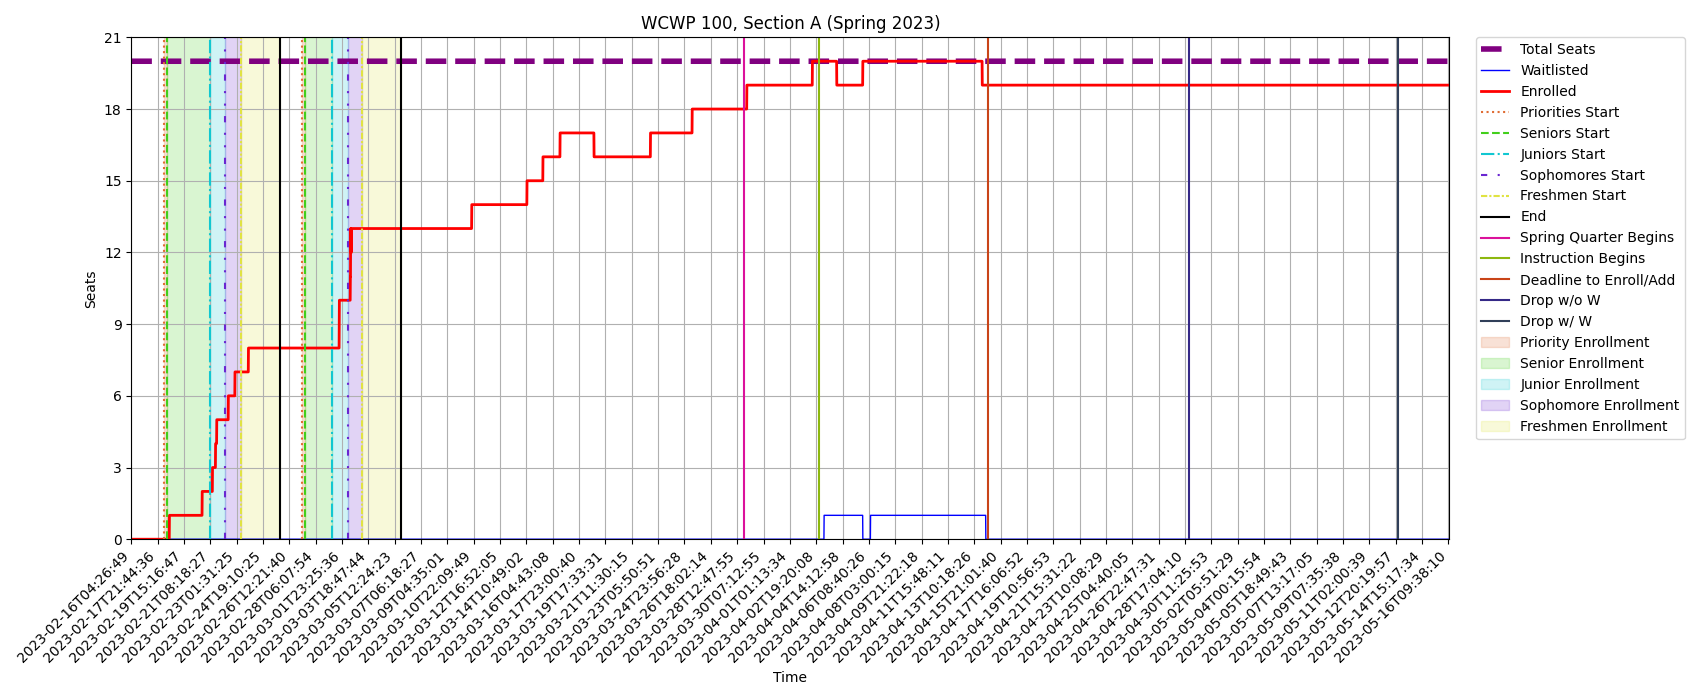 WCWP 100, Section A (Spring 2023)
21
18
15
12
9
6
3
0
Seats
2023-02-16T04:26:49
2023-02-17T21:44:36
2023-02-19T15:16:47
2023-02-21T08:18:27
2023-02-23T01:31:25
2023-02-24T19:10:25
2023-02-26T12:21:40
2023-02-28T06:07:54
2023-03-01T23:25:36
2023-03-03T18:47:44
2023-03-05T12:24:23
2023-03-07T06:18:27
2023-03-09T04:35:01
2023-03-10T22:09:49
2023-03-12T16:52:05
2023-03-14T10:49:02
2023-03-16T04:43:08
2023-03-17T23:00:40
2023-03-19T17:33:31
2023-03-21T11:30:15
2023-03-23T05:50:51
2023-03-24T23:56:28
2023-03-26T18:02:14
2023-03-28T12:47:55
2023-03-30T07:12:55
2023-04-01T01:13:34
2023-04-02T19:20:08
2023-04-04T14:12:58
2023-04-06T08:40:26
2023-04-08T03:00:15
2023-04-09T21:22:18
2023-04-11T15:48:11
2023-04-13T10:18:26
2023-04-15T21:01:40
2023-04-17T16:06:52
2023-04-19T10:56:53
2023-04-21T15:31:22
2023-04-23T10:08:29
2023-04-25T04:40:05
2023-04-26T22:47:31
2023-04-28T17:04:10
2023-04-30T11:25:53
2023-05-02T05:51:29
2023-05-04T00:15:54
2023-05-05T18:49:43
2023-05-07T13:17:05
2023-05-09T07:35:38
2023-05-11T02:00:39
2023-05-12T20:19:57
2023-05-14T15:17:34
2023-05-16T09:38:10
Time
Total Seats
Waitlisted
Enrolled
Priorities Start
Seniors Start
Juniors Start
Sophomores Start
Freshmen Start
End
Spring Quarter Begins
Instruction Begins
Deadline to Enroll/Add
Drop w/o W
Drop w/ W
Priority Enrollment
Senior Enrollment
Junior Enrollment
Sophomore Enrollment
Freshmen Enrollment